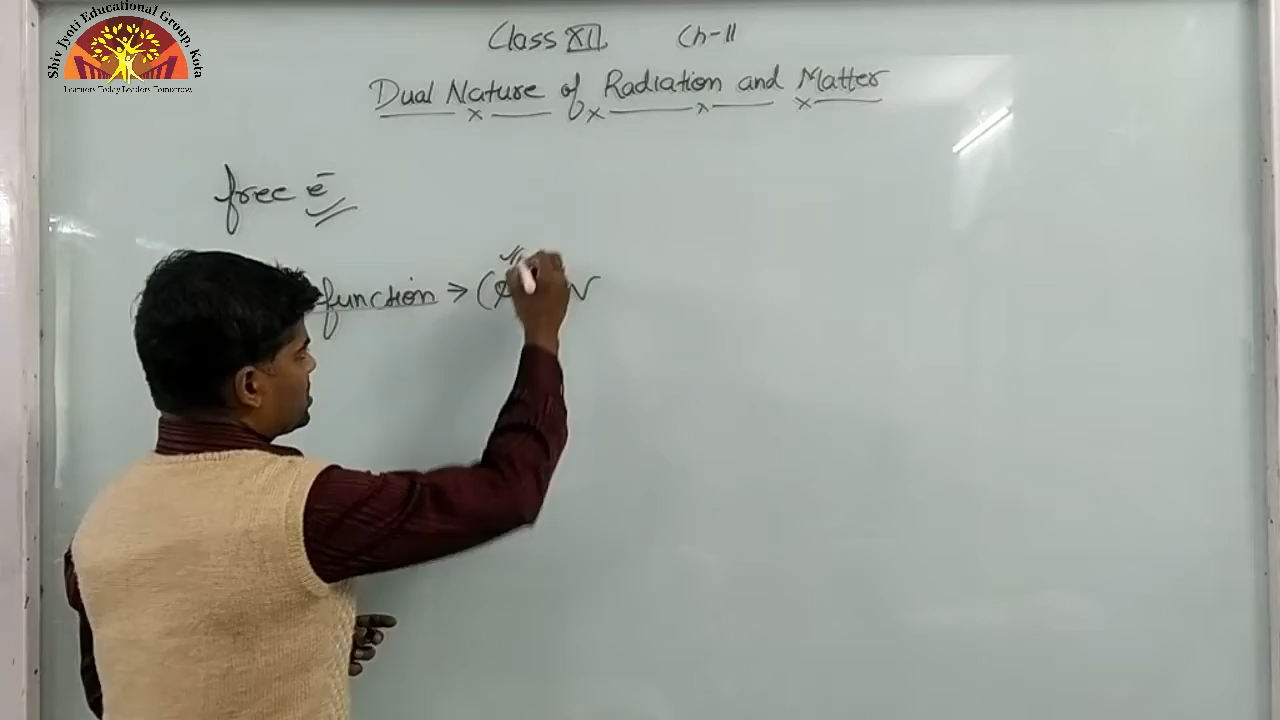 Shiv Jyoti Educational Group, Kota
Learners Today Leaders Tomorrow
Class XII Ch-11
Dual Nature of Radiation and Matter
free e⁻
function → (